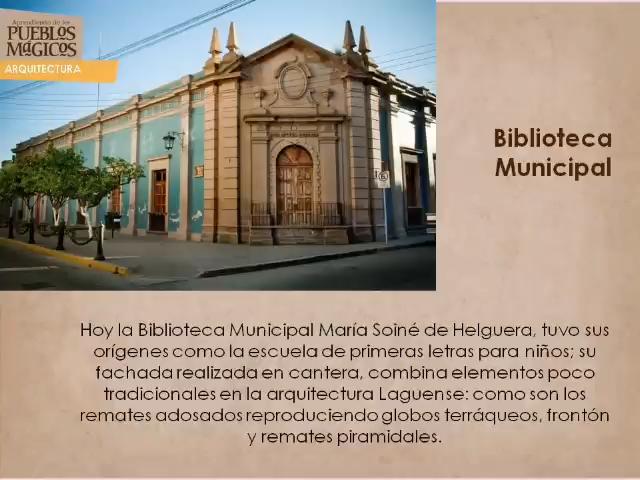 Aprendiendo de los
PUEBLOS
MÁGICOS
ARQUITECTURA
Biblioteca
Municipal
Hoy la Biblioteca Municipal María Soiné de Helguera, tuvo sus
orígenes como la escuela de primeras letras para niños; su
fachada realizada en cantera, combina elementos poco
tradicionales en la arquitectura Laguense: como son los
remates adosados reproduciendo globos terráqueos, frontón
y remates piramidales.